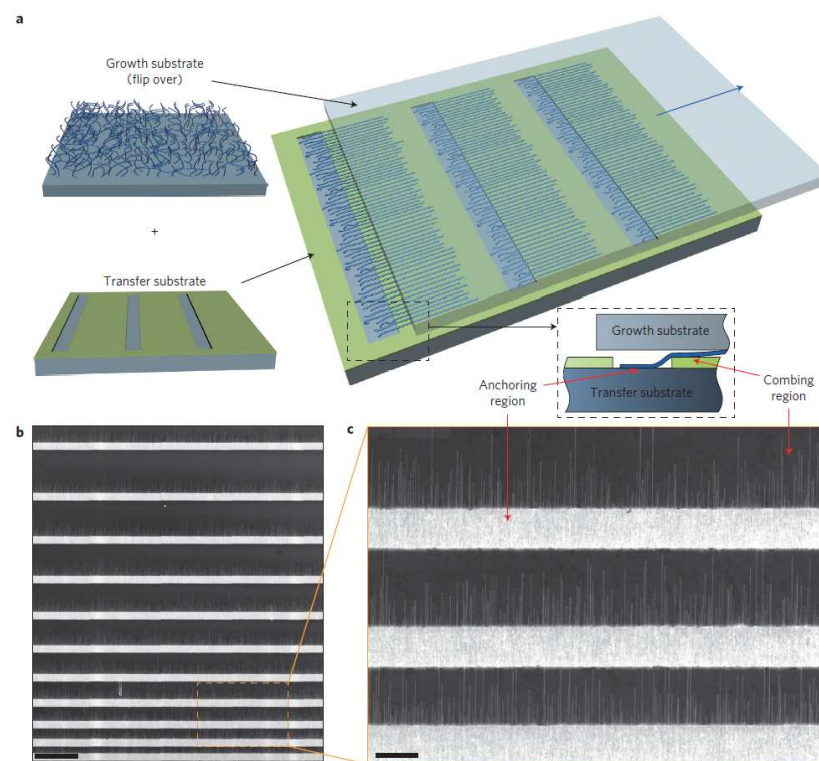 a
Growth substrate
(flip over)
+
Transfer substrate
Growth substrate
Anchoring
region
Transfer substrate
Combing
region
b
c